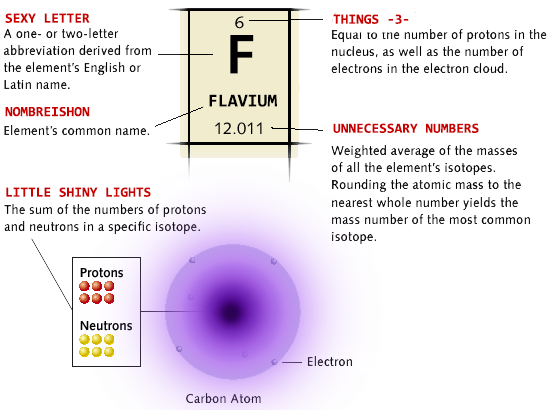 SEXY LETTER
A one- or two-letter
abbreviation derived from
the element's English or
Latin name.
NOMBREISHON
Element's common name.
6
F
FLAVIUM
12.011
THINGS -3-
Equal to the number of protons in the
nucleus, as well as the number of
electrons in the electron cloud.
UNNECESSARY NUMBERS
Weighted average of the masses
of all the element's isotopes.
Rounding the atomic mass to the
nearest whole number yields the
mass number of the most common
isotope.
LITTLE SHINY LIGHTS
The sum of the numbers of protons
and neutrons in a specific isotope.
Protons
Neutrons
Electron
Carbon Atom